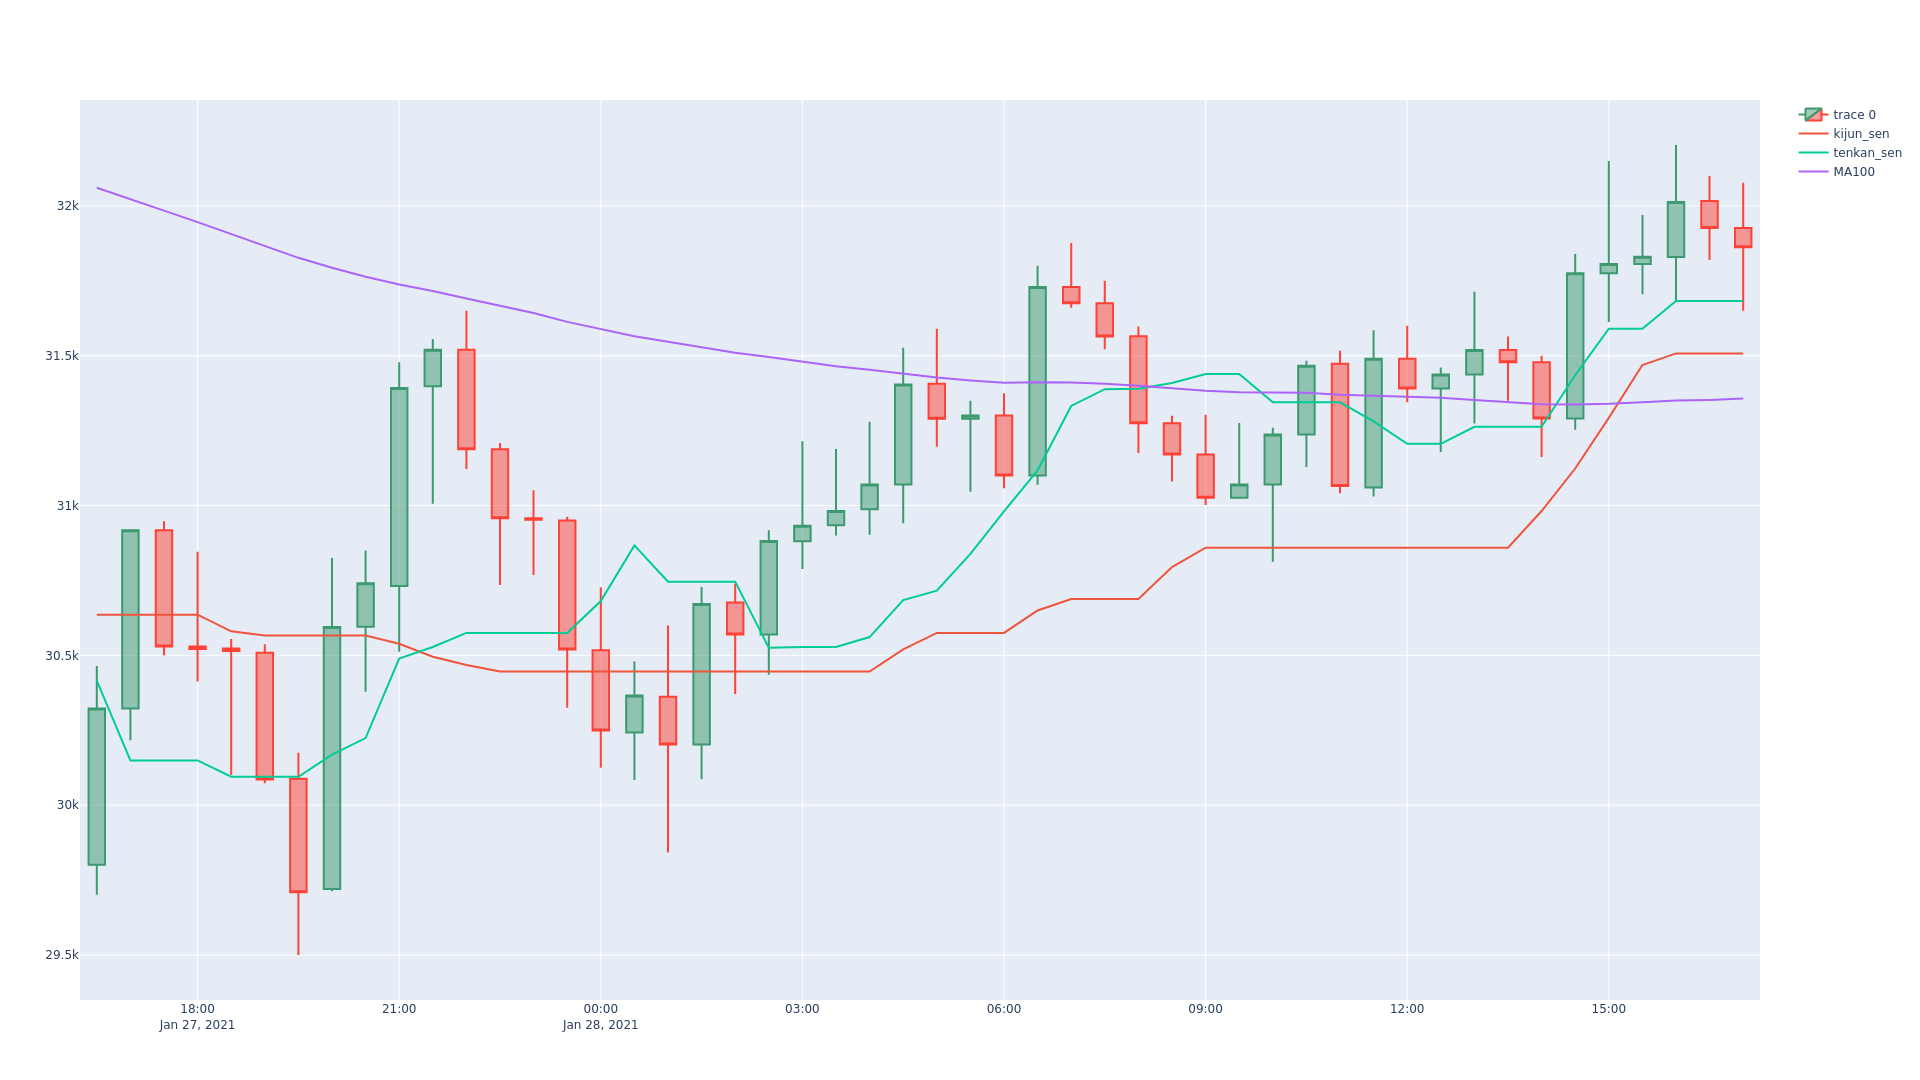 trace 0
kijun_sen
tenkan_sen
MA100
32k
31.5k
31k
30.5k
30k
29.5k
18:00 21:00 00:00 03:00 06:00 09:00 12:00 15:00
Jan 27, 2021 Jan 28, 2021